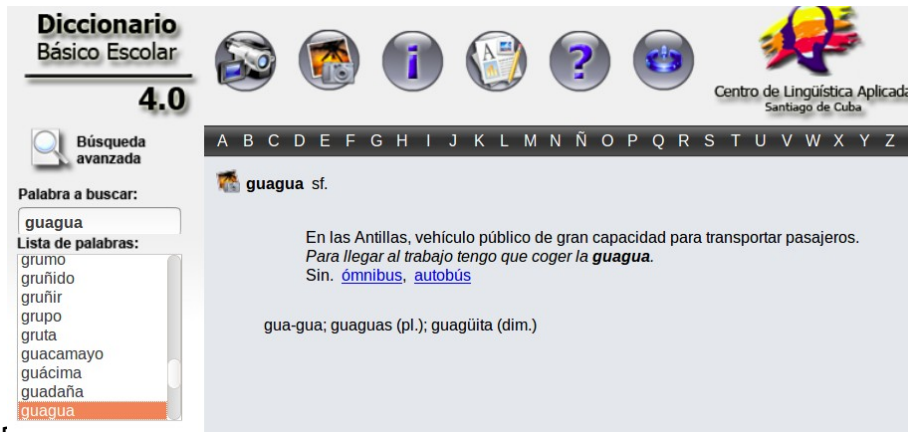 Diccionario
Básico Escolar
4.0
Centro de Lingüística Aplicada
Santiago de Cuba
Búsqueda
avanzada
A B C D E F G H I J K L M N Ñ O P Q R S T U V W X Y Z
Palabra a buscar:
guagua
Lista de palabras:
grumo
gruñido
gruñir
grupo
gruta
guacamayo
guácima
guadaña
guagua
guagua sf.
En las Antillas, vehículo público de gran capacidad para transportar pasajeros.
Para llegar al trabajo tengo que coger la guagua.
Sin. ómnibus, autobús
gua-gua; guaguas (pl.); guagüita (dim.)